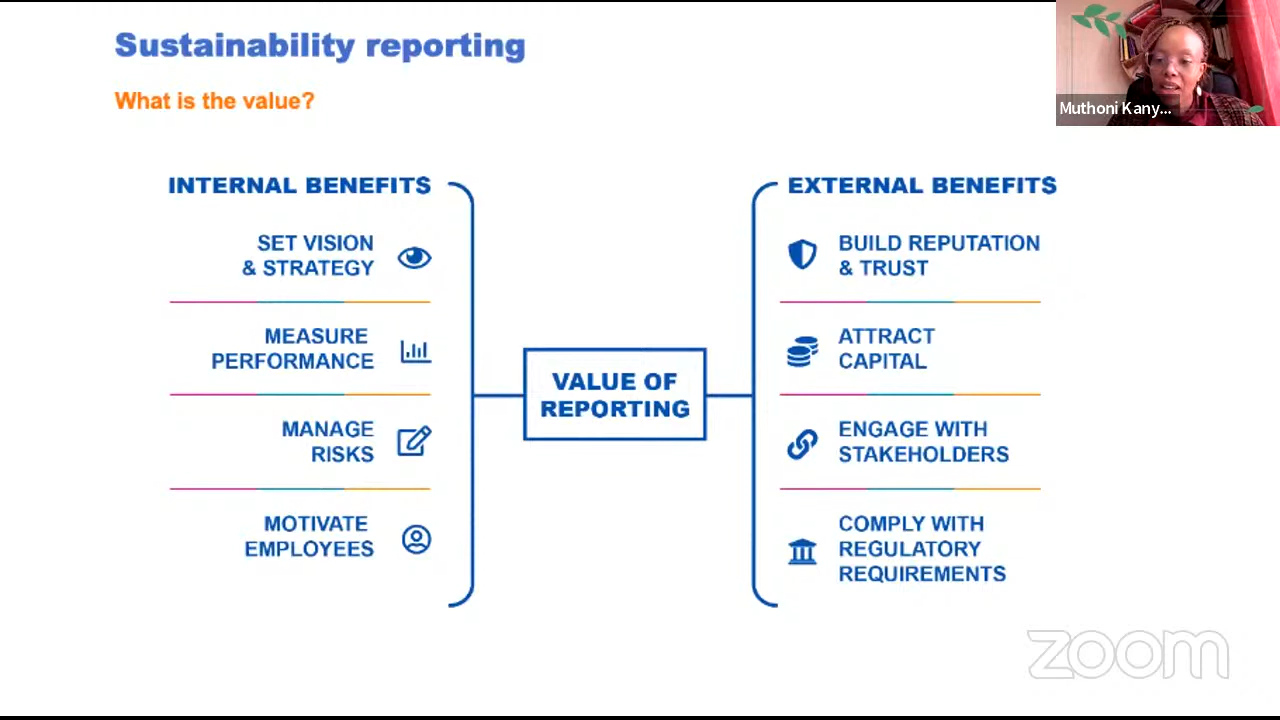 Sustainability reporting
What is the value?
Muthoni Kany...
INTERNAL BENEFITS
SET VISION
& STRATEGY
MEASURE
PERFORMANCE
MANAGE
RISKS
MOTIVATE
EMPLOYEES
VALUE OF
REPORTING
EXTERNAL BENEFITS
BUILD REPUTATION
& TRUST
ATTRACT
CAPITAL
ENGAGE WITH
STAKEHOLDERS
COMPLY WITH
REGULATORY
REQUIREMENTS
zoom